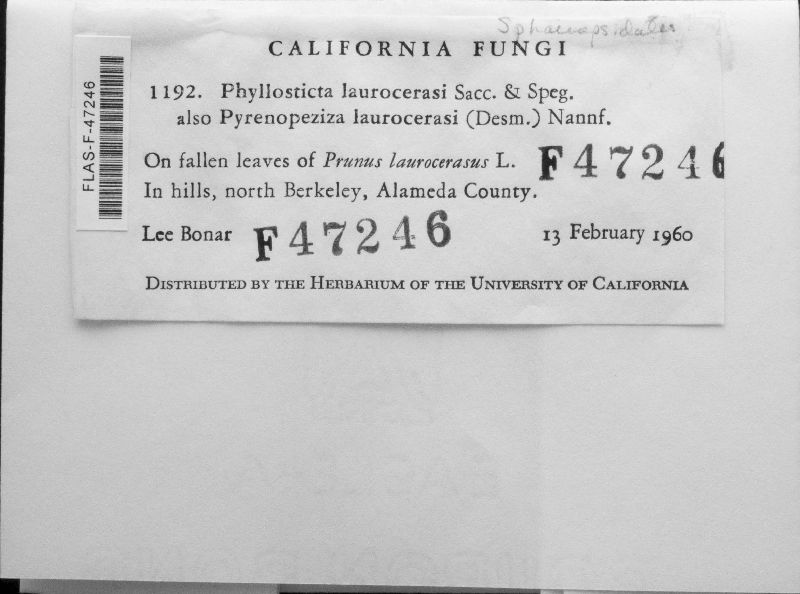 Sphaeropsidales
CALIFORNIA FUNGI
FLAS-F-47246
1192. Phyllosticta laurocerasi Sacc. & Speg.
also Pyrenopeziza laurocerasi (Desm.) Nannf.
On fallen leaves of Prunus laurocerasus L. F47246
In hills, north Berkeley, Alameda County.
Lee Bonar F47246 13 February 1960
DISTRIBUTED BY THE HERBARIUM OF THE UNIVERSITY OF CALIFORNIA